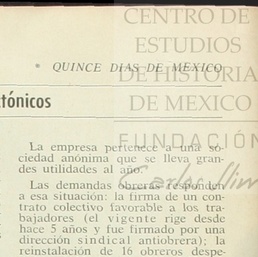 CENTRO DE
ESTUDIOS
DE HISTORIA
DE MEXICO
FUNDACIÓN
QUINCE DIAS DE MEXICO
tónicos
La empresa pertenece a una so-
ciedad anónima que se lleva gran-
des utilidades al año.
Las demandas obreras responden
a esa situación: la firma de un con-
trato colectivo favorable a los tra-
bajadores (el vigente rige desde
hace 5 años y fue firmado por una
dirección sindical antiobrera); la
reinstalación de 16 obreros despe-